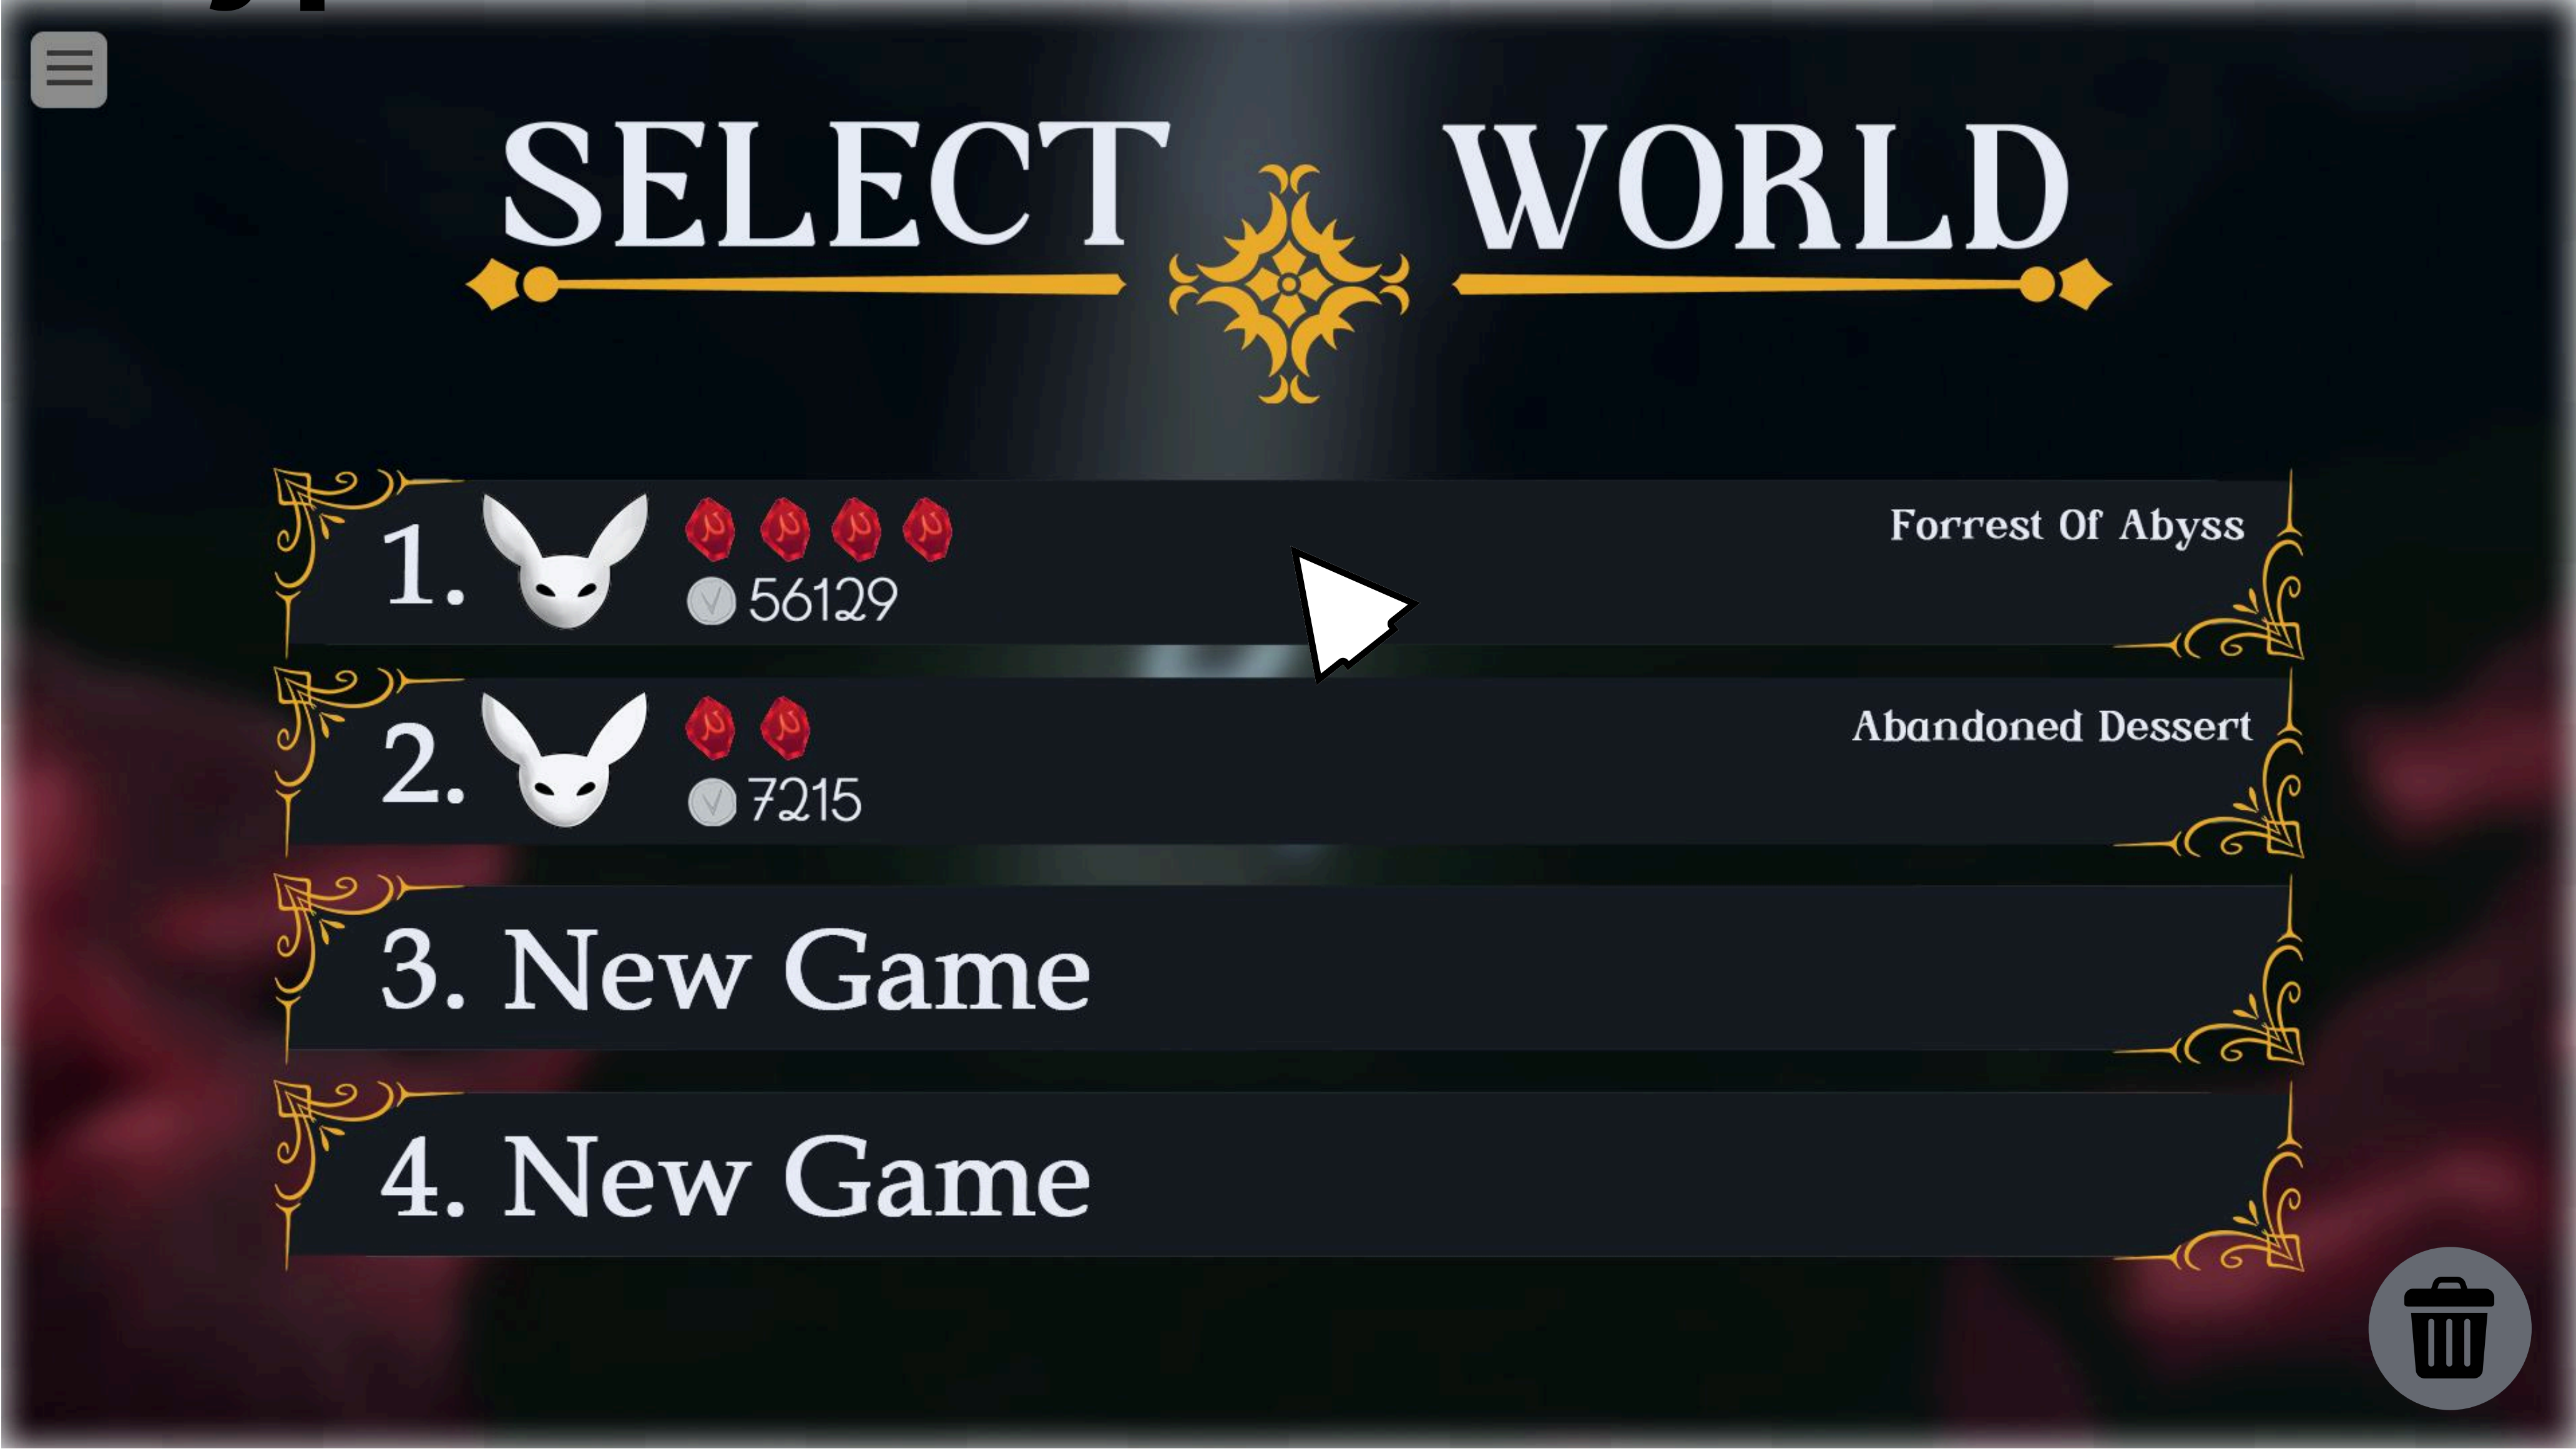 SELECT WORLD
1.
56129
Forrest Of Abyss
2.
7215
Abandoned Dessert
3. New Game
4. New Game